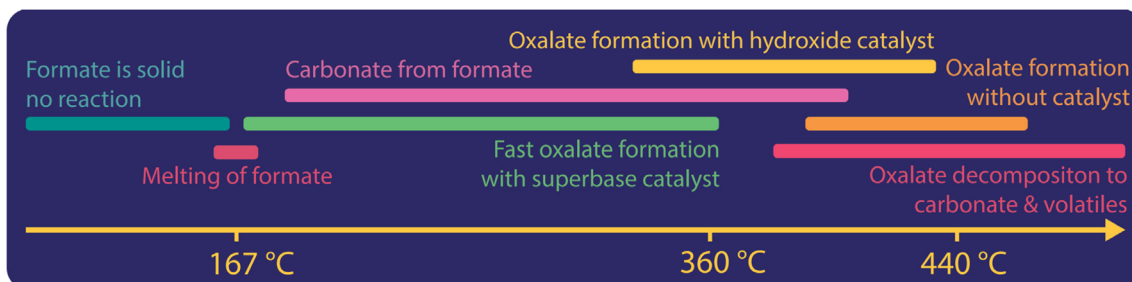 Oxalate formation with hydroxide catalyst
Formate is solid
no reaction
Carbonate from formate
Oxalate formation
without catalyst
Melting of formate
Fast oxalate formation
with superbase catalyst
Oxalate decompositon to
carbonate & volatiles
167 °C
360 °C
440 °C